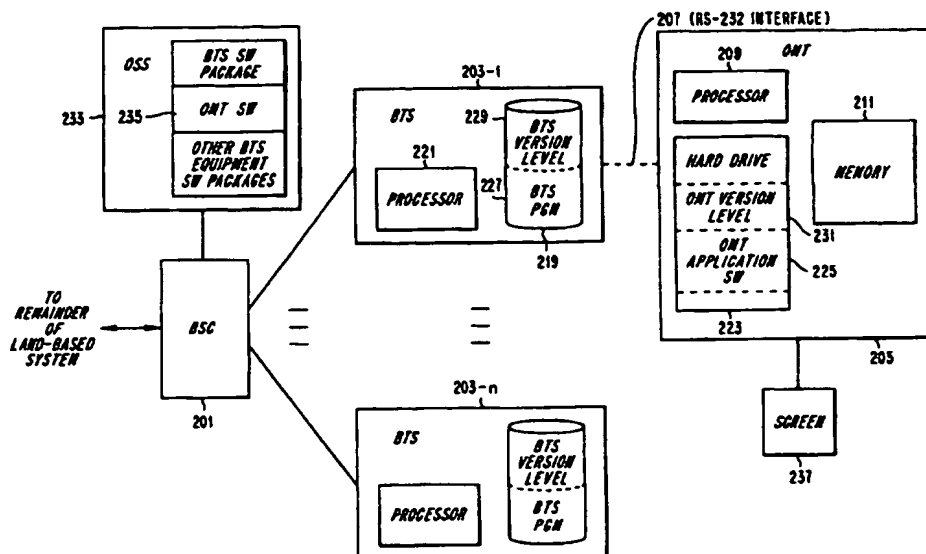 207 (RS-232 INTERFACE)
OSS
BTS SW
PACKAGE
OMT SW
OTHER BTS
EQUIPMENT
SW PACKAGES
233
235
203-1
BTS
229
BTS
VERSION
LEVEL
221
PROCESSOR
227
BTS
PGM
219
OMT
209
PROCESSOR
211
MEMORY
HARD DRIVE
OMT VERSION
LEVEL
231
OMT
APPLICATION
SW
225
223
205
TO
REMAINDER
OF
LAND-BASED
SYSTEM
BSC
201
203-n
BTS
BTS
VERSION
LEVEL
PROCESSOR
BTS
PGM
SCREEN
237